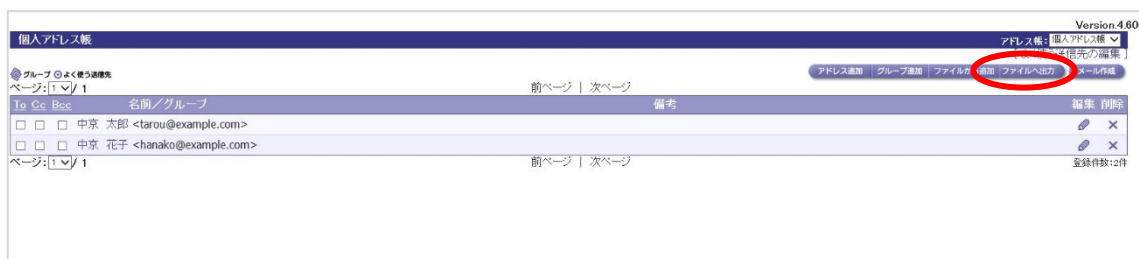 Version.4.60
個人アドレス帳 アドレス帳: 個人アドレス帳
送信先の編集 ]
グループ よく使う送信先 アドレス追加 グループ追加 ファイルか 追加 ファイルへ出力 メール作成
ページ: 1 / 1 前ページ | 次ページ
To Cc Bcc 名前/グループ 備考 編集 削除
中京 太郎 <tarou@example.com>
中京 花子 <hanako@example.com>
ページ: 1 / 1 前ページ | 次ページ 登録件数:2件